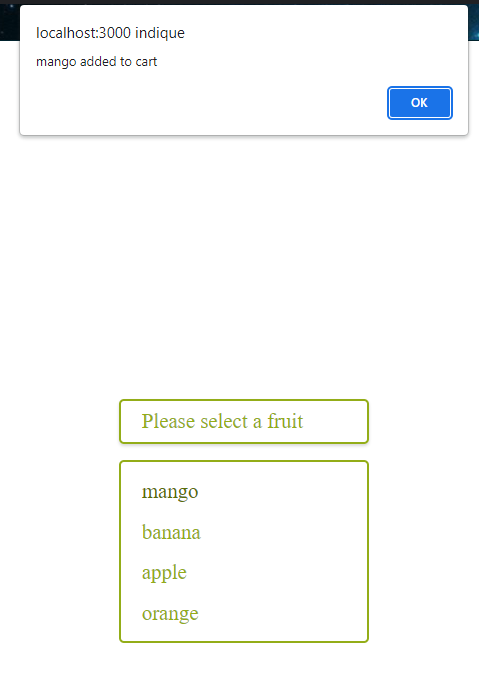 localhost:3000 indique
mango added to cart
OK
Please select a fruit
mango
banana
apple
orange